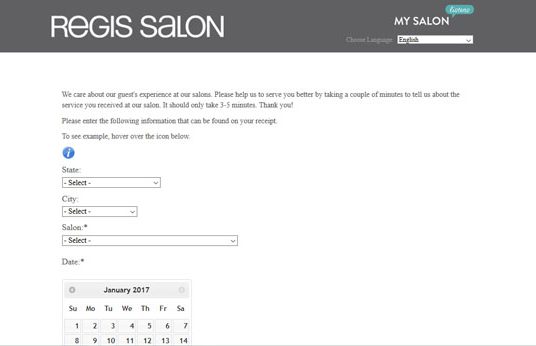 REGIS SALON
MY SALON
listens
Choose Language:
English
We care about our guest's experience at our salons. Please help us to serve you better by taking a couple of minutes to tell us about the
service you received at our salon. It should only take 3-5 minutes. Thank you!
Please enter the following information that can be found on your receipt.
To see example, hover over the icon below.
i
State:
- Select -
City:
- Select -
Salon:*
- Select -
Date:*
January 2017
Su Mo Tu We Th Fr Sa
1 2 3 4 5 6 7
8 9 10 11 12 13 14